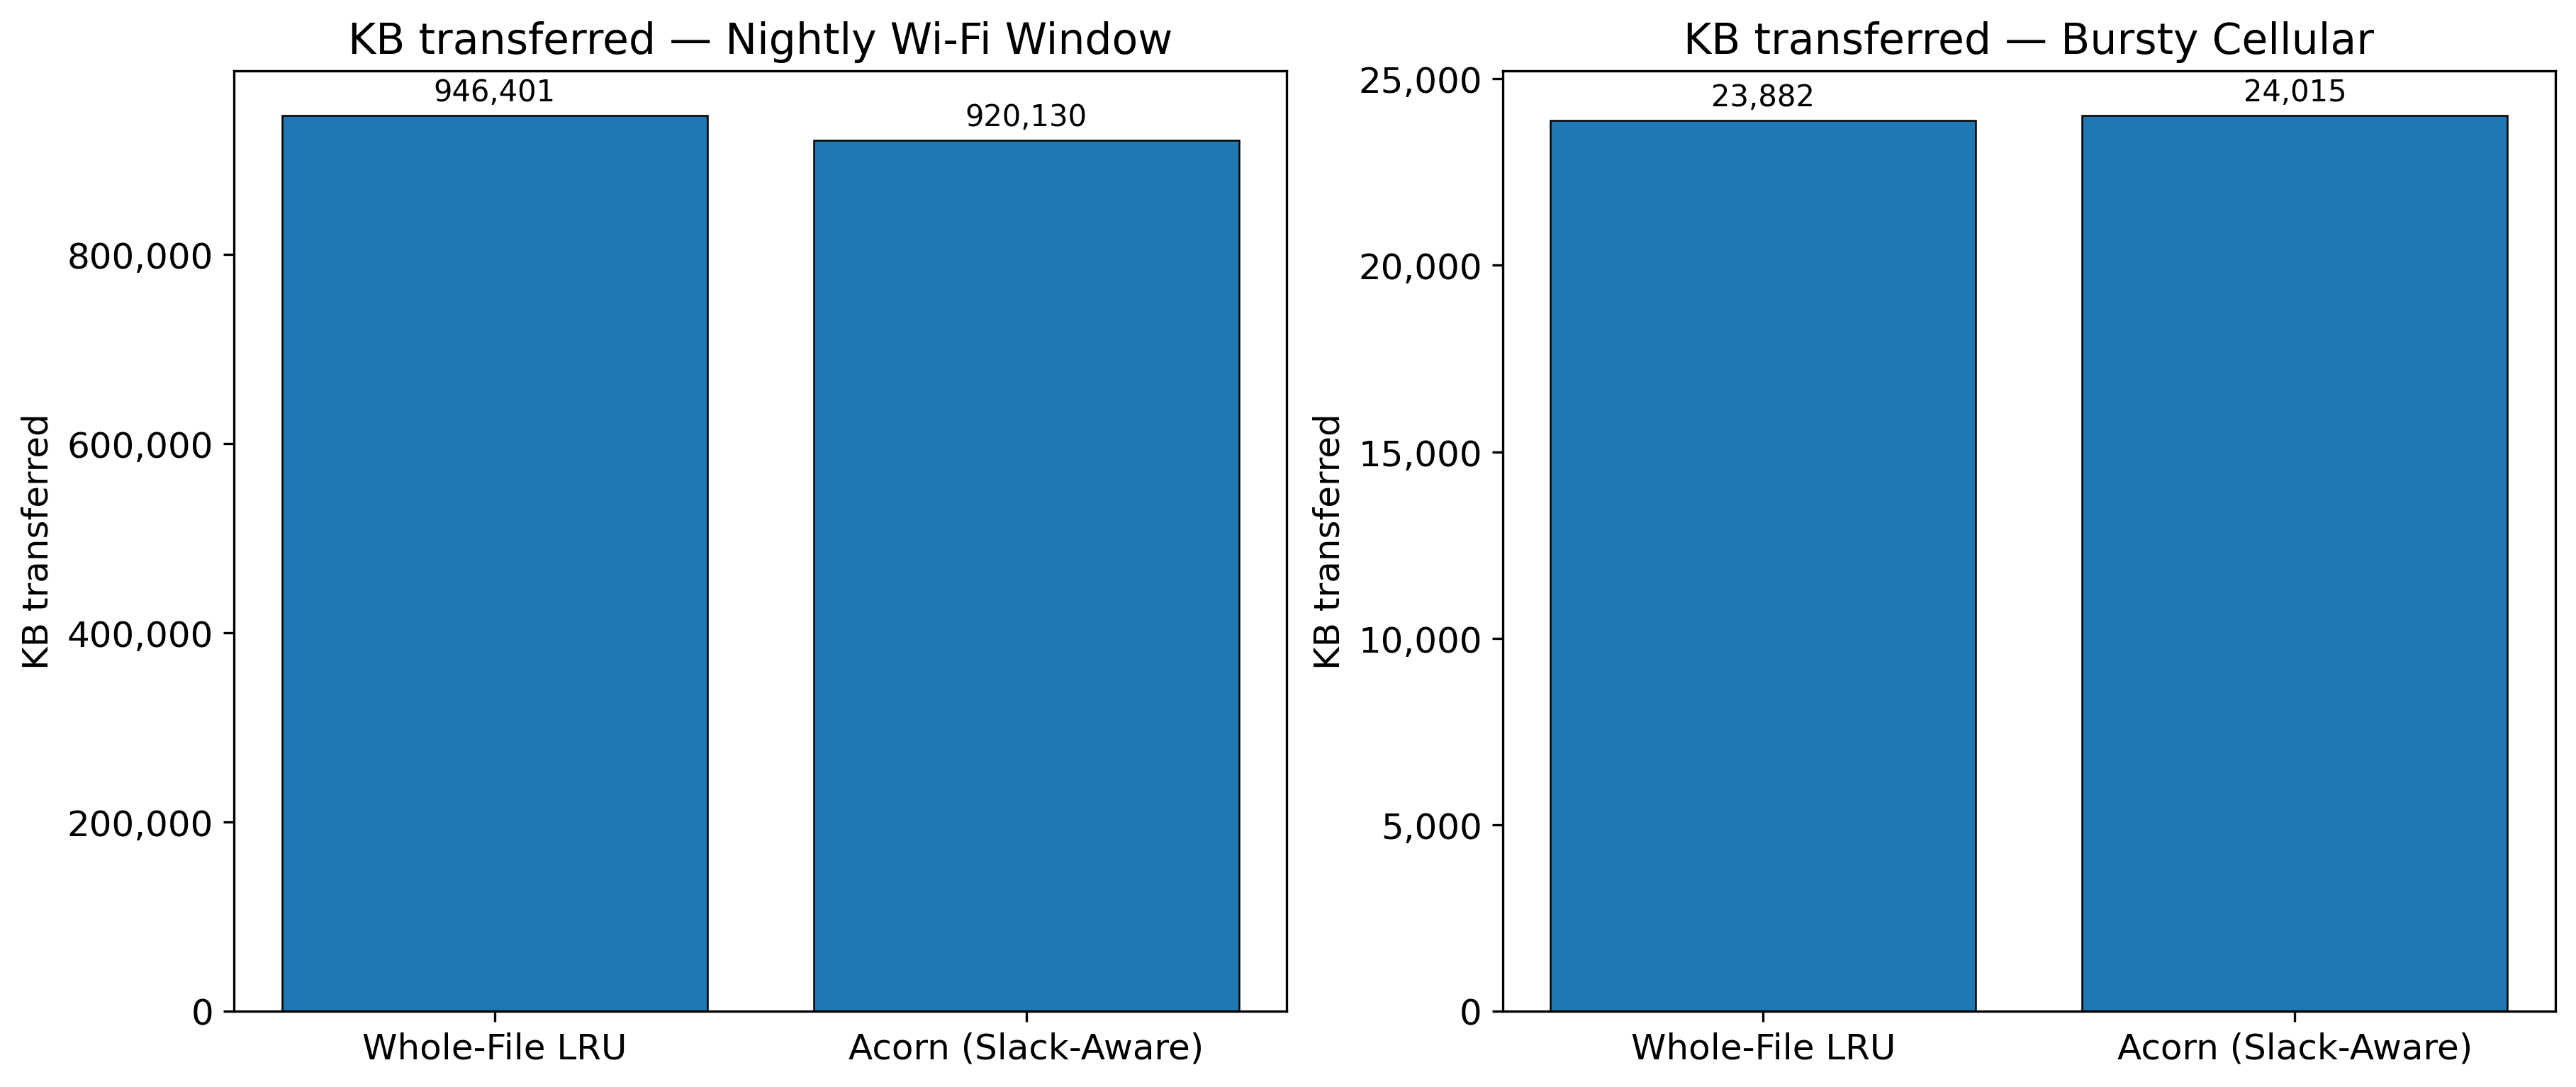 KB transferred — Nightly Wi-Fi Window
946,401
920,130
800,000
600,000
400,000
200,000
0
KB transferred
Whole-File LRU
Acorn (Slack-Aware)
KB transferred — Bursty Cellular
25,000
23,882
24,015
20,000
15,000
10,000
5,000
0
KB transferred
Whole-File LRU
Acorn (Slack-Aware)